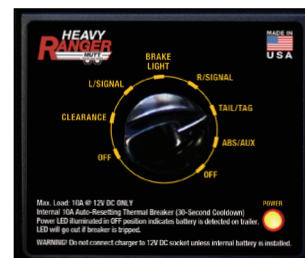 HEAVY
RANGER
MUTT
MADE IN
USA
BRAKE
LIGHT
L/SIGNAL
R/SIGNAL
CLEARANCE
TAIL/TAG
OFF
ABS/AUX
OFF
Max. Load: 10A @ 12V DC ONLY
Internal 10A Auto-Resetting Thermal Breaker (30-Second Cooldown)
Power LED illuminated in OFF position indicates battery is detected on trailer.
LED will go out if breaker is tripped.
POWER
WARNING! Do not connect charger to 12V DC socket unless internal battery is installed.